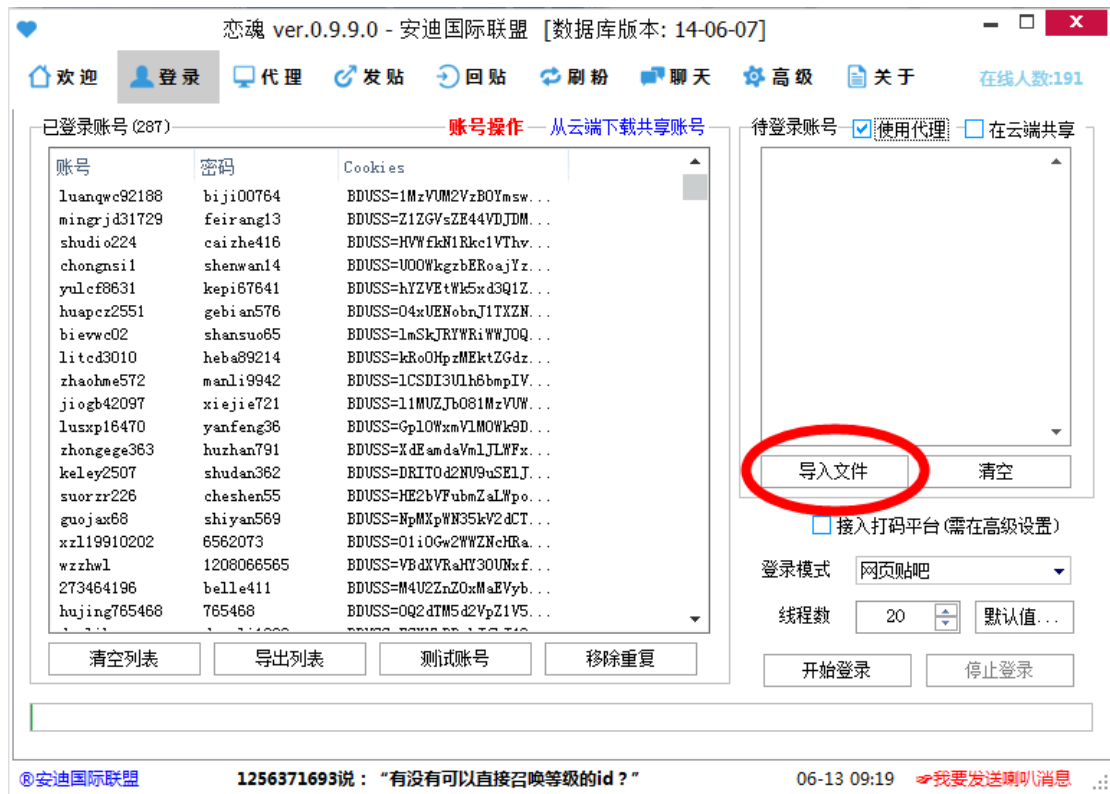 恋魂 ver.0.9.9.0 - 安迪国际联盟 [数据库版本: 14-06-07]
欢迎 登录 代理 发贴 回贴 刷粉 聊天 高级 关于 在线人数:191
已登录账号(287) 账号操作 从云端下载共享账号 待登录账号 使用代理 在云端共享
账号 密码 Cookies
luanqwc92188 biji00764 BDUSS=1MzVUM2VzBOYmsw...
mingrjd31729 feirang13 BDUSS=Z1ZGVsZE44VDJDM...
shudio224 caizhe416 BDUSS=HVWfkN1Rkc1VThv...
chongnsi1 shenwan14 BDUSS=UOOWkgzbERoajYz...
yulcf8631 kepi67641 BDUSS=hYZVEtWk5xd3Q1Z...
huapcz2551 gebian576 BDUSS=O4xUENobnJ1TXZN...
bievwc02 shansuo65 BDUSS=lmSkJRYWRiWWJOQ...
litcd3010 heba89214 BDUSS=kRoOHpzMEktZGdz...
zhaohme572 manli9942 BDUSS=lCSDI3Ulh6bmpIV...
jiogb42097 xiejie721 BDUSS=l1MUZJbO81MzVUW...
lusxp16470 yanfeng36 BDUSS=GplOWxmVlMOWk9D...
zhongege363 huzhan791 BDUSS=XdEamdaVmlJLWFx...
keley2507 shudan362 BDUSS=DRITOd2NU9uSElJ...
suorzr226 cheshen55 BDUSS=HE2bVFubmZaLWpo...
guojax68 shiyan569 BDUSS=NpMXpWN35kV2dCT...
xzl19910202 6562073 BDUSS=O1iOGw2WWZNcHRa...
wzzhwl 1208066565 BDUSS=VBdXVRaHY3OUNxf...
273464196 belle411 BDUSS=M4U2ZnZOxMaEVyb...
hujing765468 765468 BDUSS=OQ2dTM5d2VpZ1V5...
导入文件 清空
接入打码平台(需在高级设置)
登录模式 网页贴吧
线程数 20 默认值...
清空列表 导出列表 测试账号 移除重复 开始登录 停止登录
®安迪国际联盟 1256371693说：“有没有可以直接召唤等级的id？” 06-13 09:19 ☞我要发送喇叭消息